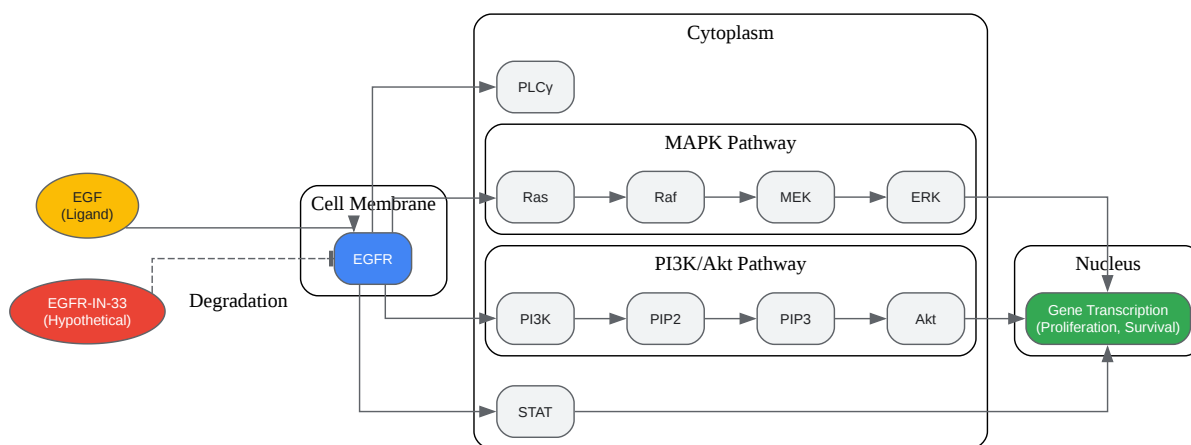 Cytoplasm
PLCγ
MAPK Pathway
EGF
(Ligand)
Cell Membrane
Ras
Raf
MEK
ERK
EGFR
PI3K/Akt Pathway
Nucleus
EGFR-IN-33
(Hypothetical)
Degradation
PI3K
PIP2
PIP3
Akt
Gene Transcription
(Proliferation, Survival)
STAT